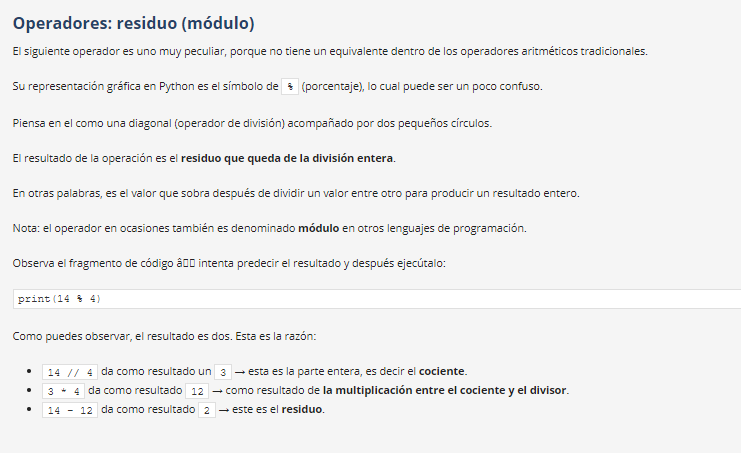 Operadores: residuo (módulo)
El siguiente operador es uno muy peculiar, porque no tiene un equivalente dentro de los operadores aritméticos tradicionales.
Su representación gráfica en Python es el símbolo de % (porcentaje), lo cual puede ser un poco confuso.
Piensa en el como una diagonal (operador de división) acompañado por dos pequeños círculos.
El resultado de la operación es el residuo que queda de la división entera.
En otras palabras, es el valor que sobra después de dividir un valor entre otro para producir un resultado entero.
Nota: el operador en ocasiones también es denominado módulo en otros lenguajes de programación.
Observa el fragmento de código â▯▯ intenta predecir el resultado y después ejecútalo:
print(14 % 4)
Como puedes observar, el resultado es dos. Esta es la razón:
• 14 // 4 da como resultado un 3 → esta es la parte entera, es decir el cociente.
• 3 * 4 da como resultado 12 → como resultado de la multiplicación entre el cociente y el divisor.
• 14 - 12 da como resultado 2 → este es el residuo.